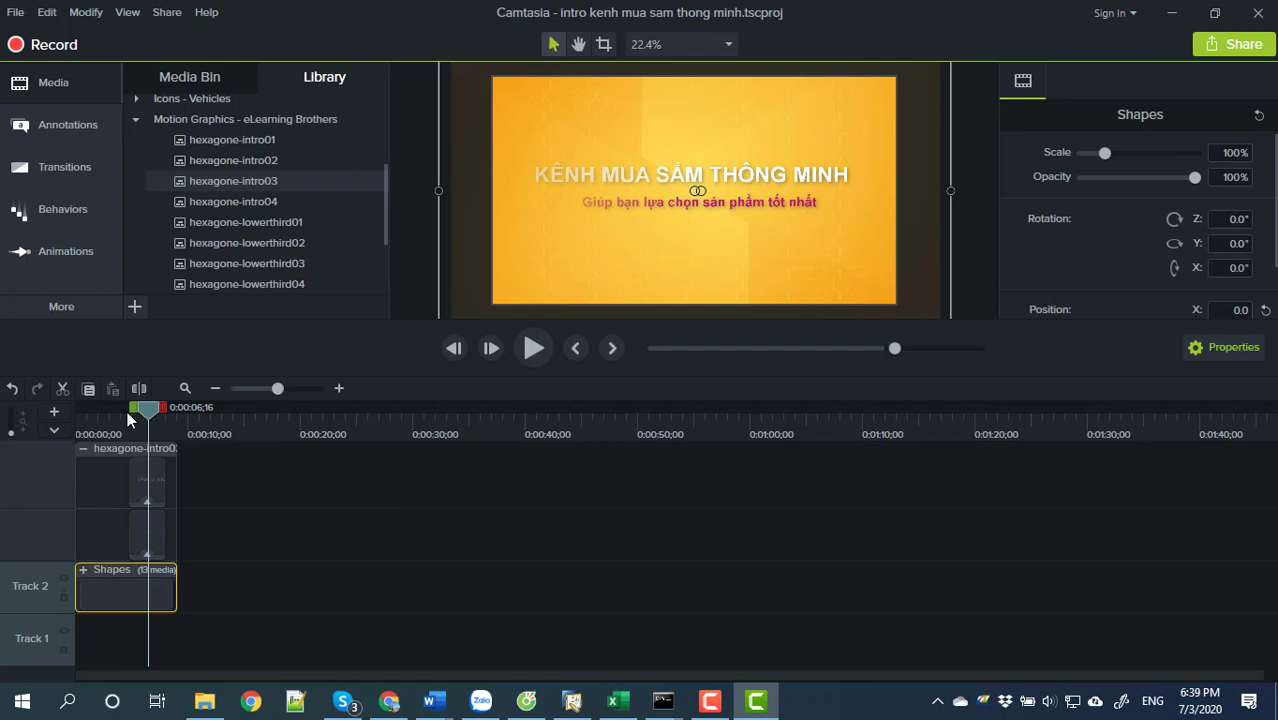 File Edit Modify View Share Help
Camtasia - intro kenh mua sam thong minh.tscproj
Sign In
Record
22.4%
Share
Media
Annotations
Transitions
Behaviors
Animations
More
Media Bin Library
Icons - Vehicles
Motion Graphics - eLearning Brothers
hexagone-intro01
hexagone-intro02
hexagone-intro03
hexagone-intro04
hexagone-lowerthird01
hexagone-lowerthird02
hexagone-lowerthird03
hexagone-lowerthird04
KÊNH MUA SẮM THÔNG MINH
Giúp bạn lựa chọn sản phẩm tốt nhất
Shapes
Scale 100%
Opacity 100%
Rotation: Z: 0.0°
Y: 0.0°
X: 0.0°
Position: X: 0.0
Properties
0:00:06;16
0:00:00;00 0:00:10;00 0:00:20;00 0:00:30;00 0:00:40;00 0:00:50;00 0:01:00;00 0:01:10;00 0:01:20;00 0:01:30;00 0:01:40;00
hexagone-intro03
Shapes (13 media)
Track 2
Track 1
3
ENG
6:39 PM
7/3/2020